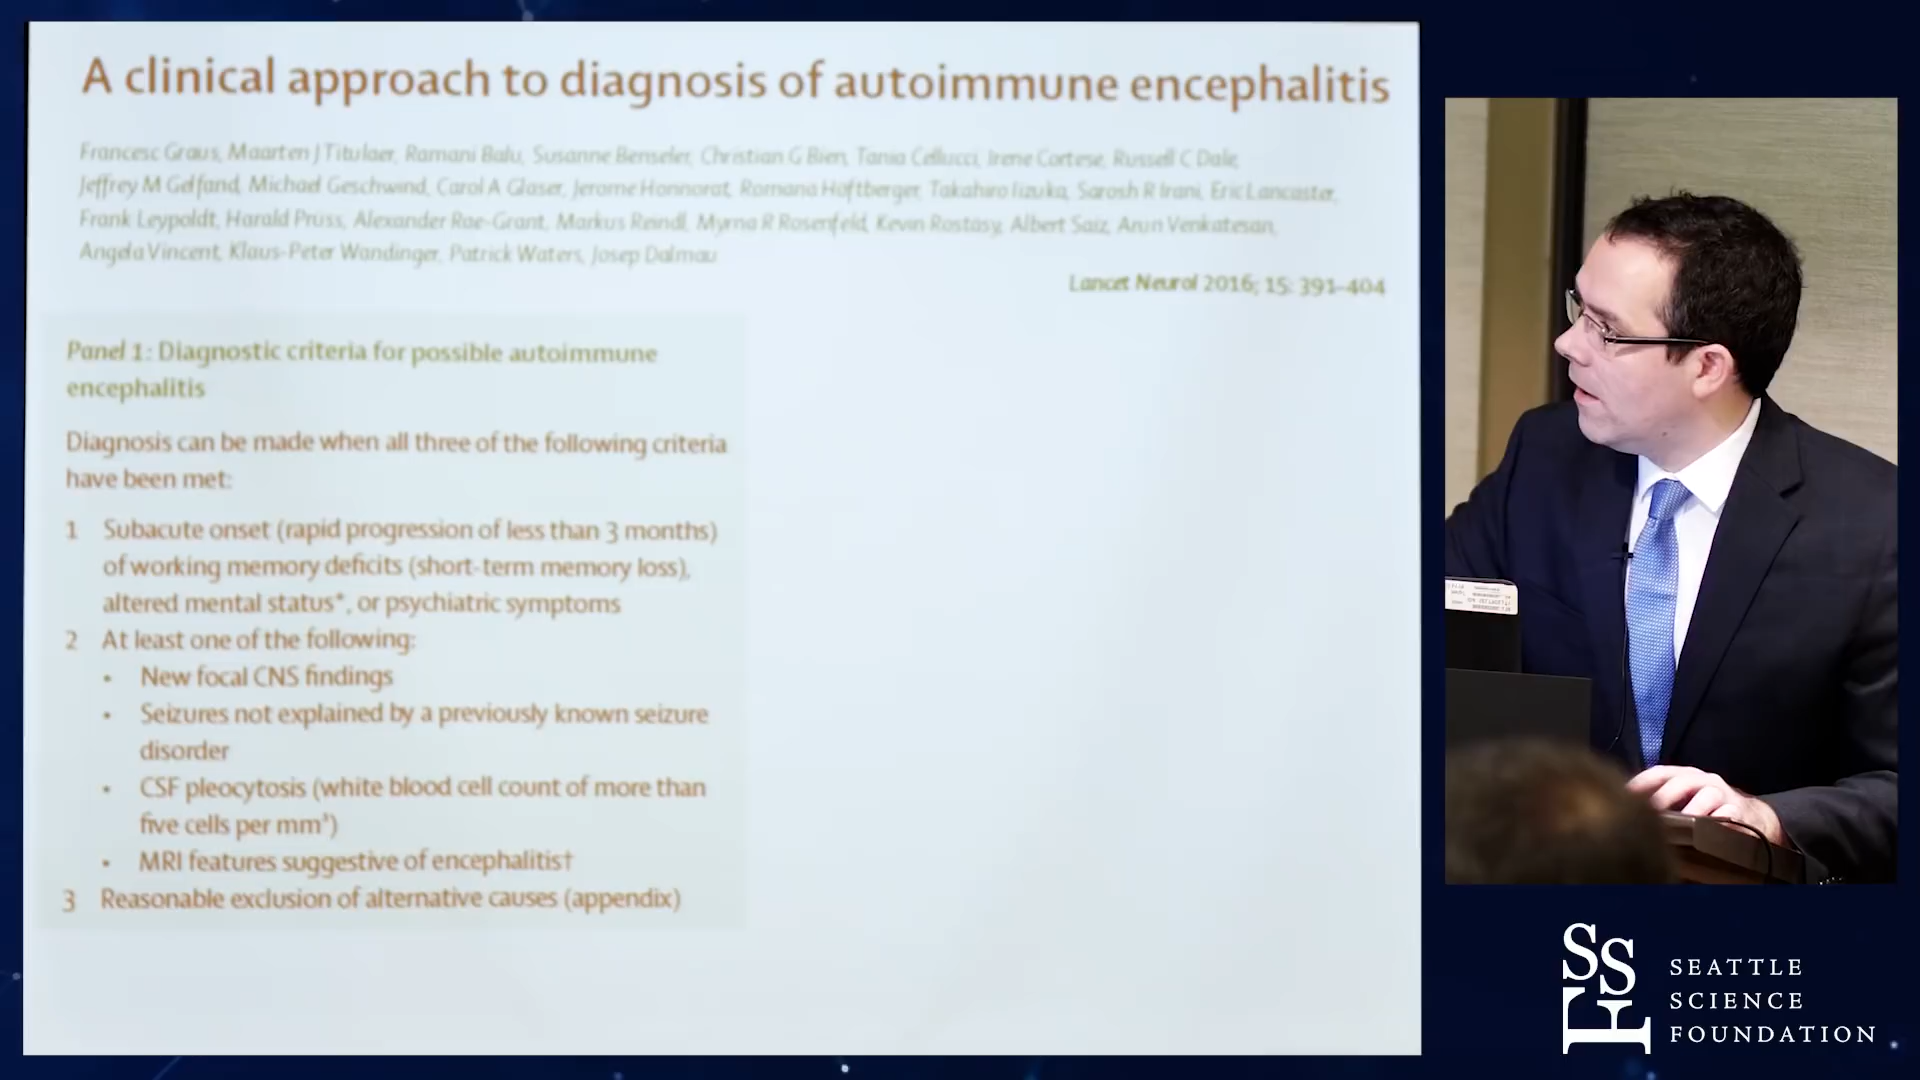 A clinical approach to diagnosis of autoimmune encephalitis
Francesc Graus, Maarten J Titulaer, Ramani Balu, Susanne Benseler, Christian G Bien, Tania Cellucci, Irene Cortese, Russell C Dale,
Jeffrey M Gelfand, Michael Geschwind, Carol A Glaser, Jerome Honnorat, Romana Höftberger, Takahiro Iizuka, Sarosh R Irani, Eric Lancaster,
Frank Leypoldt, Harald Prüss, Alexander Rae-Grant, Markus Reindl, Myrna R Rosenfeld, Kevin Rostásy, Albert Saiz, Arun Venkatesan,
Angela Vincent, Klaus-Peter Wandinger, Patrick Waters, Josep Dalmau
Lancet Neurol 2016; 15: 391–404
Panel 1: Diagnostic criteria for possible autoimmune
encephalitis
Diagnosis can be made when all three of the following criteria
have been met:
1 Subacute onset (rapid progression of less than 3 months)
of working memory deficits (short-term memory loss),
altered mental status*, or psychiatric symptoms
2 At least one of the following:
• New focal CNS findings
• Seizures not explained by a previously known seizure
disorder
• CSF pleocytosis (white blood cell count of more than
five cells per mm³)
• MRI features suggestive of encephalitis†
3 Reasonable exclusion of alternative causes (appendix)
SSF
SEATTLE
SCIENCE
FOUNDATION